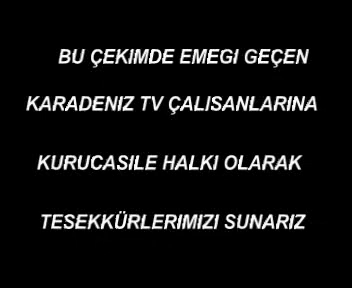 BU ÇEKIMDE EMEGI GEÇEN
KARADENIZ TV ÇALISANLARINA
KURUCASILE HALKI OLARAK
TESEKKÜRLERIMIZI SUNARIZ